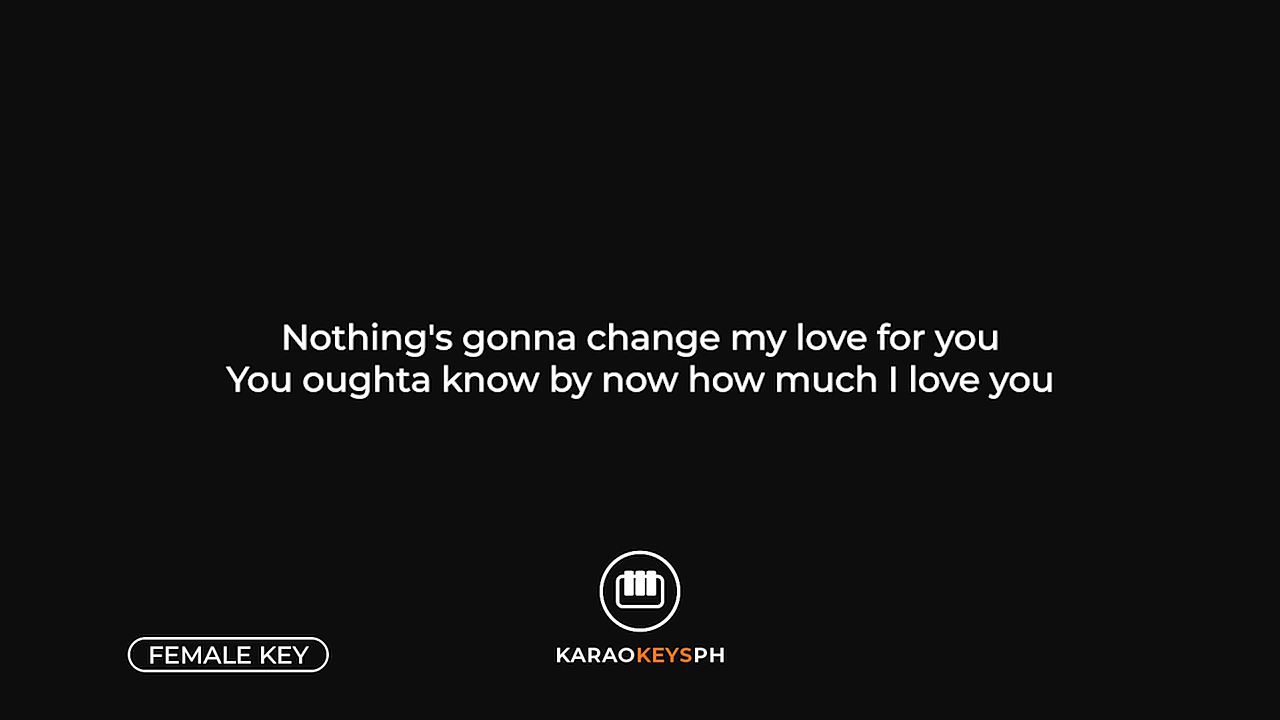 Nothing's gonna change my love for you
You oughta know by now how much I love you
FEMALE KEY
KARAOKEYSPH